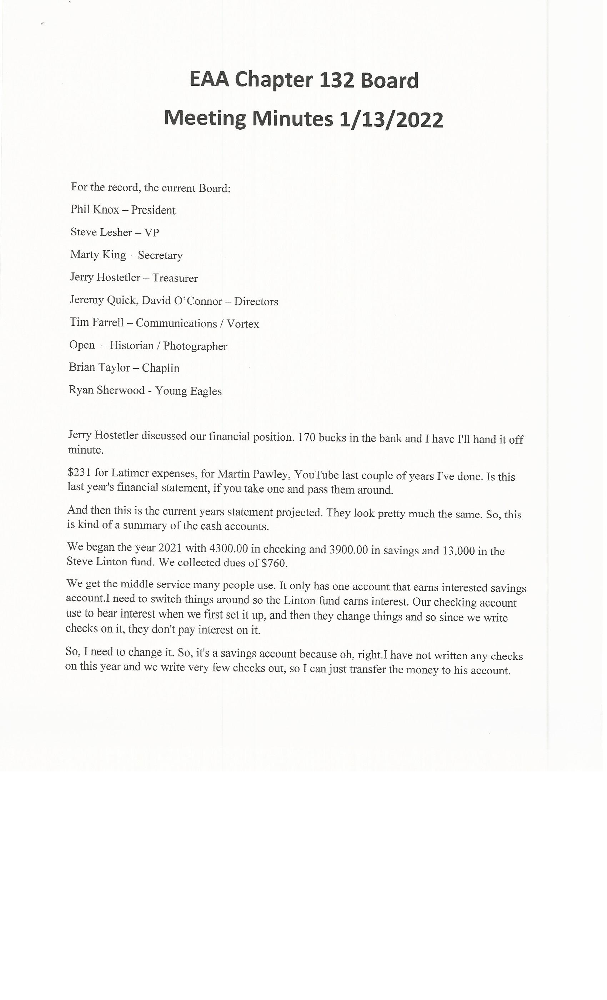 EAA Chapter 132 Board
Meeting Minutes 1/13/2022
For the record, the current Board:
Phil Knox – President
Steve Lesher – VP
Marty King – Secretary
Jerry Hostetler – Treasurer
Jeremy Quick, David O’Connor – Directors
Tim Farrell – Communications / Vortex
Open – Historian / Photographer
Brian Taylor – Chaplin
Ryan Sherwood - Young Eagles
Jerry Hostetler discussed our financial position. 170 bucks in the bank and I have I'll hand it off
minute.
$231 for Latimer expenses, for Martin Pawley, YouTube last couple of years I've done. Is this
last year's financial statement, if you take one and pass them around.
And then this is the current years statement projected. They look pretty much the same. So, this
is kind of a summary of the cash accounts.
We began the year 2021 with 4300.00 in checking and 3900.00 in savings and 13,000 in the
Steve Linton fund. We collected dues of $760.
We get the middle service many people use. It only has one account that earns interested savings
account.I need to switch things around so the Linton fund earns interest. Our checking account
use to bear interest when we first set it up, and then they change things and so since we write
checks on it, they don't pay interest on it.
So, I need to change it. So, it's a savings account because oh, right.I have not written any checks
on this year and we write very few checks out, so I can just transfer the money to his account.